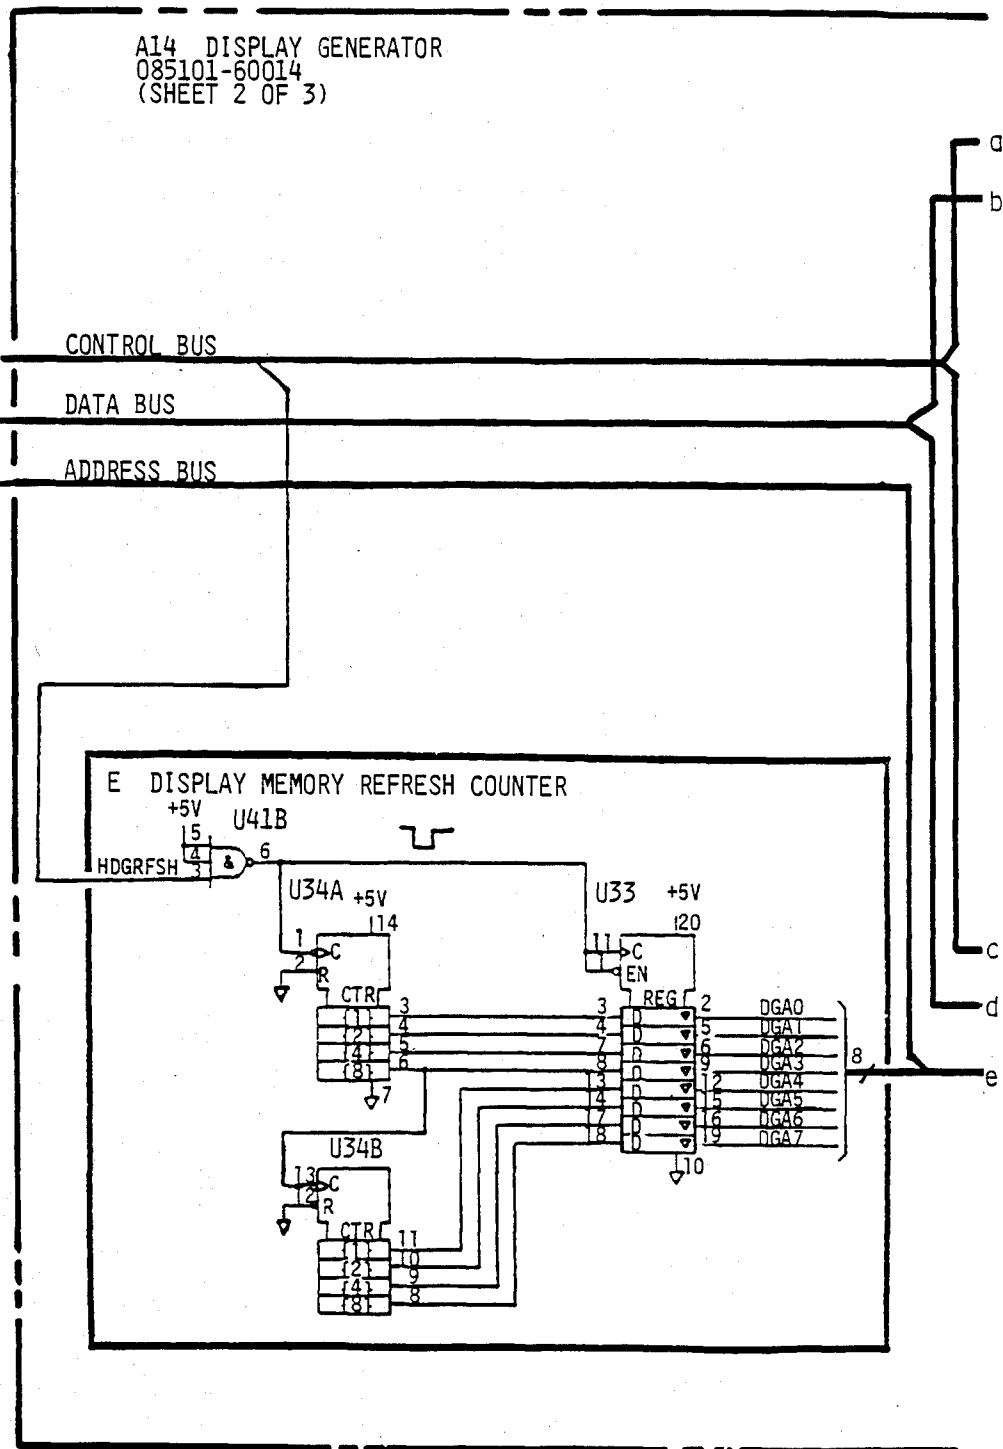 A14 DISPLAY GENERATOR
085101-60014
(SHEET 2 OF 3)
a
b
CONTROL BUS
DATA BUS
ADDRESS BUS
E DISPLAY MEMORY REFRESH COUNTER
+5V
U41B
5
4
3
&
6
HDGRFSH
U34A
+5V
14
1
C
2
R
CTR
[1] 3
[2] 4
[4] 5
[8] 6
7
U33
+5V
20
11
C
1
EN
REG
3 D 2 DGA0
4 D 5 DGA1
7 D 6 DGA2
8 D 9 DGA3
13 D 12 DGA4
14 D 15 DGA5
17 D 16 DGA6
18 D 19 DGA7
10
8
c
d
e
U34B
13
C
12
R
CTR
[1] 11
[2] 10
[4] 9
[8] 8